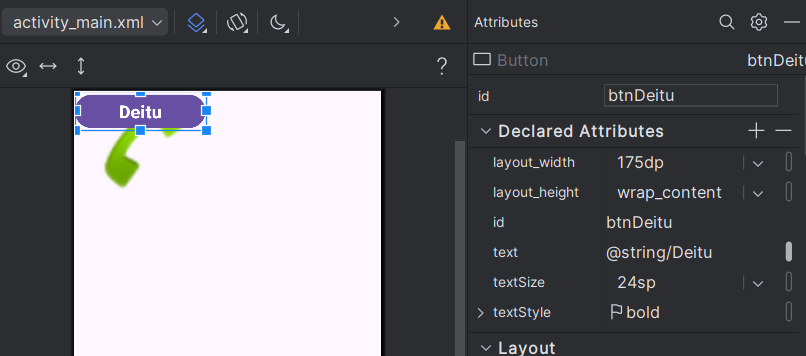 activity_main.xml
Attributes
Button btnDeitu
id btnDeitu
Deitu
Declared Attributes
layout_width 175dp
layout_height wrap_content
id btnDeitu
text @string/Deitu
textSize 24sp
textStyle bold
Layout